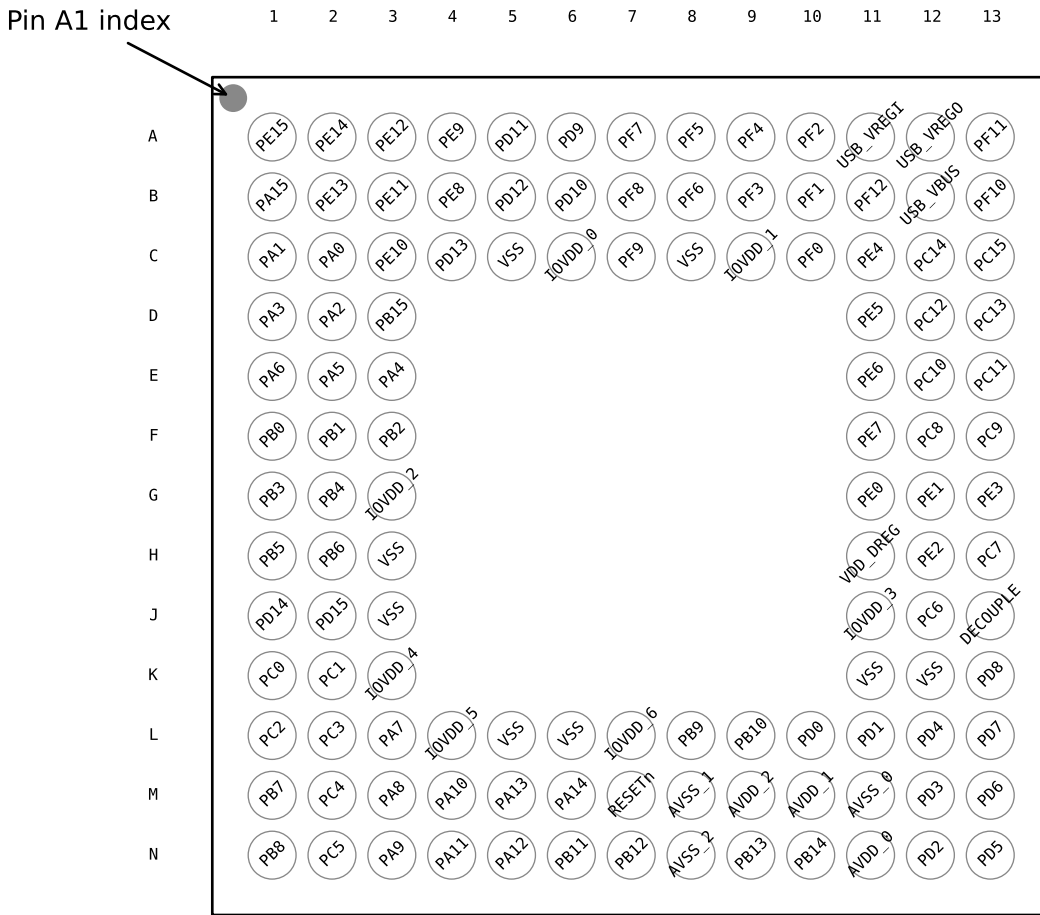 Pin A1 index
1 2 3 4 5 6 7 8 9 10 11 12 13
A PE15 PE14 PE12 PE9 PD11 PD9 PF7 PF5 PF4 PF2 USB_VREGI USB_VREGO PF11
B PA15 PE13 PE11 PE8 PD12 PD10 PF8 PF6 PF3 PF1 PF12 USB_VBUS PF10
C PA1 PA0 PE10 PD13 VSS IOVDD_0 PF9 VSS IOVDD_1 PF0 PE4 PC14 PC15
D PA3 PA2 PB15 PE5 PC12 PC13
E PA6 PA5 PA4 PE6 PC10 PC11
F PB0 PB1 PB2 PE7 PC8 PC9
G PB3 PB4 IOVDD_2 PE0 PE1 PE3
H PB5 PB6 VSS VDD_DREG PE2 PC7
J PD14 PD15 VSS IOVDD_3 PC6 DECOUPLE
K PC0 PC1 IOVDD_4 VSS VSS PD8
L PC2 PC3 PA7 IOVDD_5 VSS VSS IOVDD_6 PB9 PB10 PD0 PD1 PD4 PD7
M PB7 PC4 PA8 PA10 PA13 PA14 RESETn AVSS_1 AVDD_2 AVDD_1 AVSS_0 PD3 PD6
N PB8 PC5 PA9 PA11 PA12 PB11 PB12 AVSS_2 PB13 PB14 AVDD_0 PD2 PD5